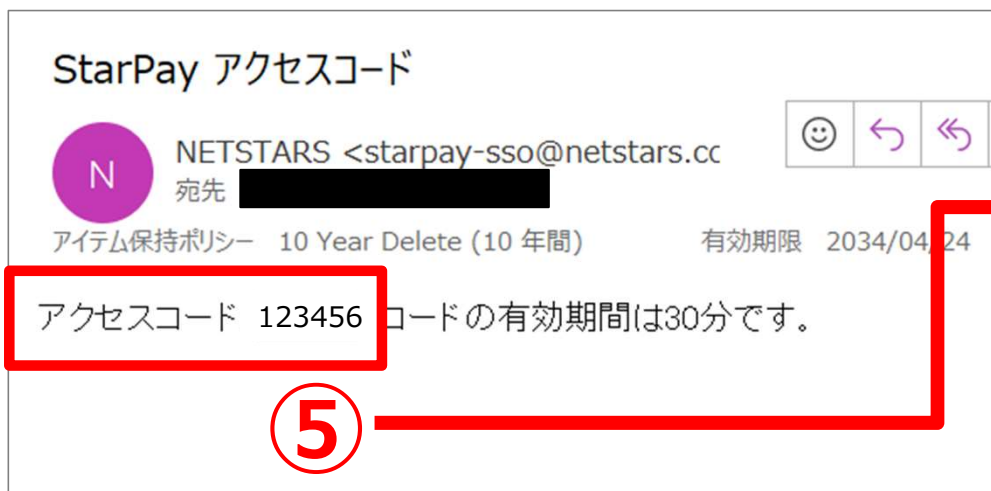 StarPay アクセスコード
N
NETSTARS <starpay-sso@netstars.cc
宛先
アイテム保持ポリシー 10 Year Delete (10 年間) 有効期限 2034/04/24
アクセスコード 123456 コードの有効期間は30分です。
⑤